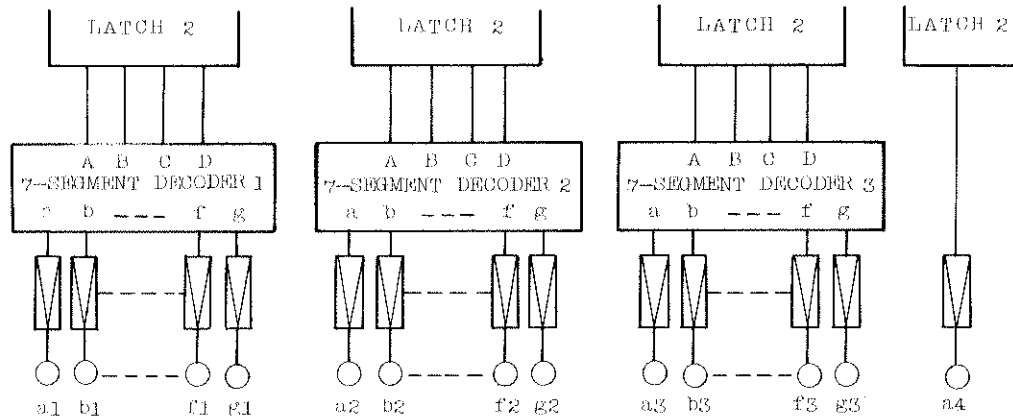 LATCH 2 LATCH 2 LATCH 2 LATCH 2
A B C D A B C D A B C D
7-SEGMENT DECODER 1 7-SEGMENT DECODER 2 7-SEGMENT DECODER 3
a b --- f g a b --- f g a b --- f g
a1 b1 f1 g1 a2 b2 f2 g2 a3 b3 f3 g3 a4